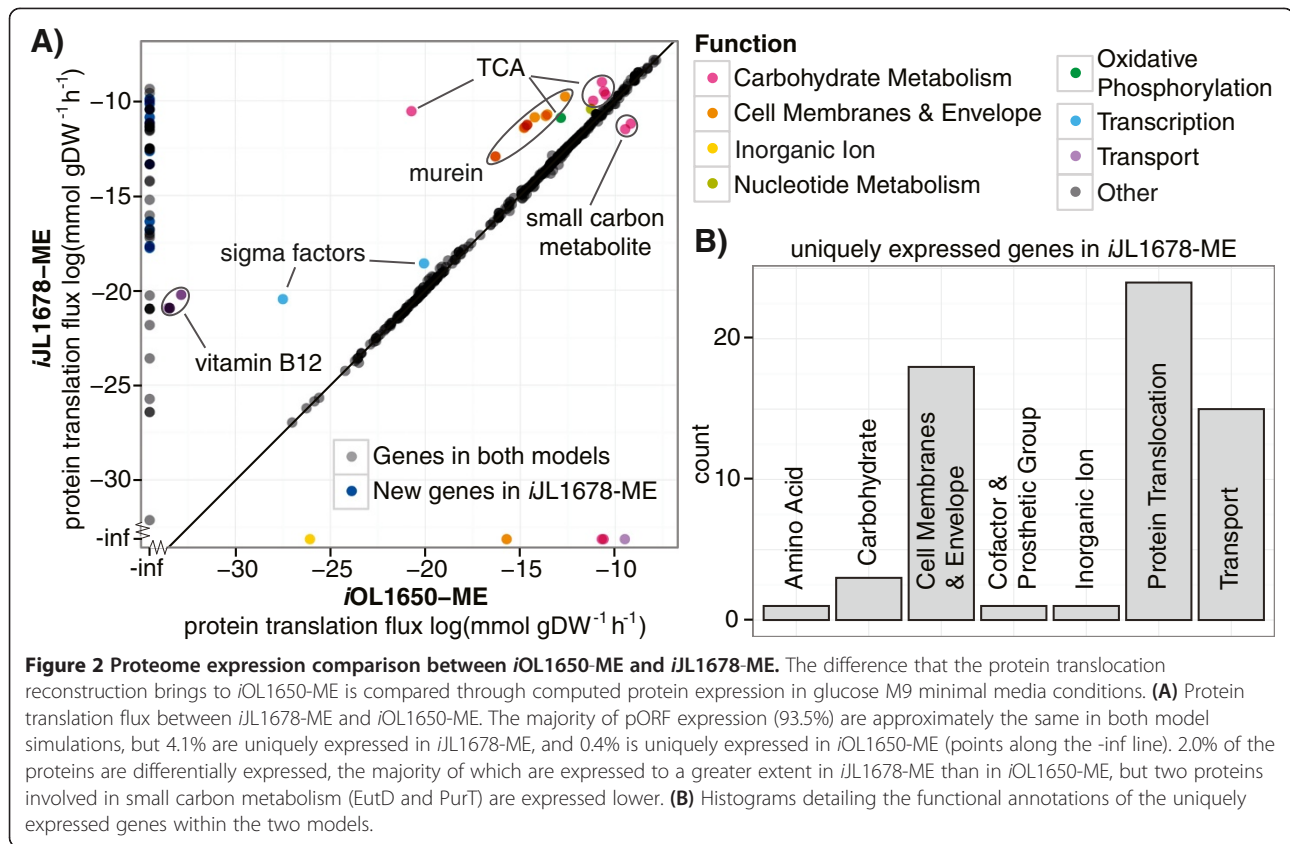 A)
iJL1678–ME
protein translation flux log(mmol gDW⁻¹h⁻¹)
−10
−15
−20
−25
−30
-inf
TCA
murein
small carbon
metabolite
sigma factors
vitamin B12
Genes in both models
New genes in iJL1678-ME
-inf
−30
−25
−20
−15
−10
iOL1650–ME
protein translation flux log(mmol gDW⁻¹h⁻¹)
Function
Carbohydrate Metabolism
Cell Membranes & Envelope
Inorganic Ion
Nucleotide Metabolism
Oxidative
Phosphorylation
Transcription
Transport
Other
B)
uniquely expressed genes in iJL1678-ME
count
20
10
0
Amino Acid
Carbohydrate
Cell Membranes
& Envelope
Cofactor &
Prosthetic Group
Inorganic Ion
Protein Translocation
Transport
Figure 2 Proteome expression comparison between iOL1650-ME and iJL1678-ME. The difference that the protein translocation
reconstruction brings to iOL1650-ME is compared through computed protein expression in glucose M9 minimal media conditions. (A) Protein
translation flux between iJL1678-ME and iOL1650-ME. The majority of pORF expression (93.5%) are approximately the same in both model
simulations, but 4.1% are uniquely expressed in iJL1678-ME, and 0.4% is uniquely expressed in iOL1650-ME (points along the -inf line). 2.0% of the
proteins are differentially expressed, the majority of which are expressed to a greater extent in iJL1678-ME than in iOL1650-ME, but two proteins
involved in small carbon metabolism (EutD and PurT) are expressed lower. (B) Histograms detailing the functional annotations of the uniquely
expressed genes within the two models.